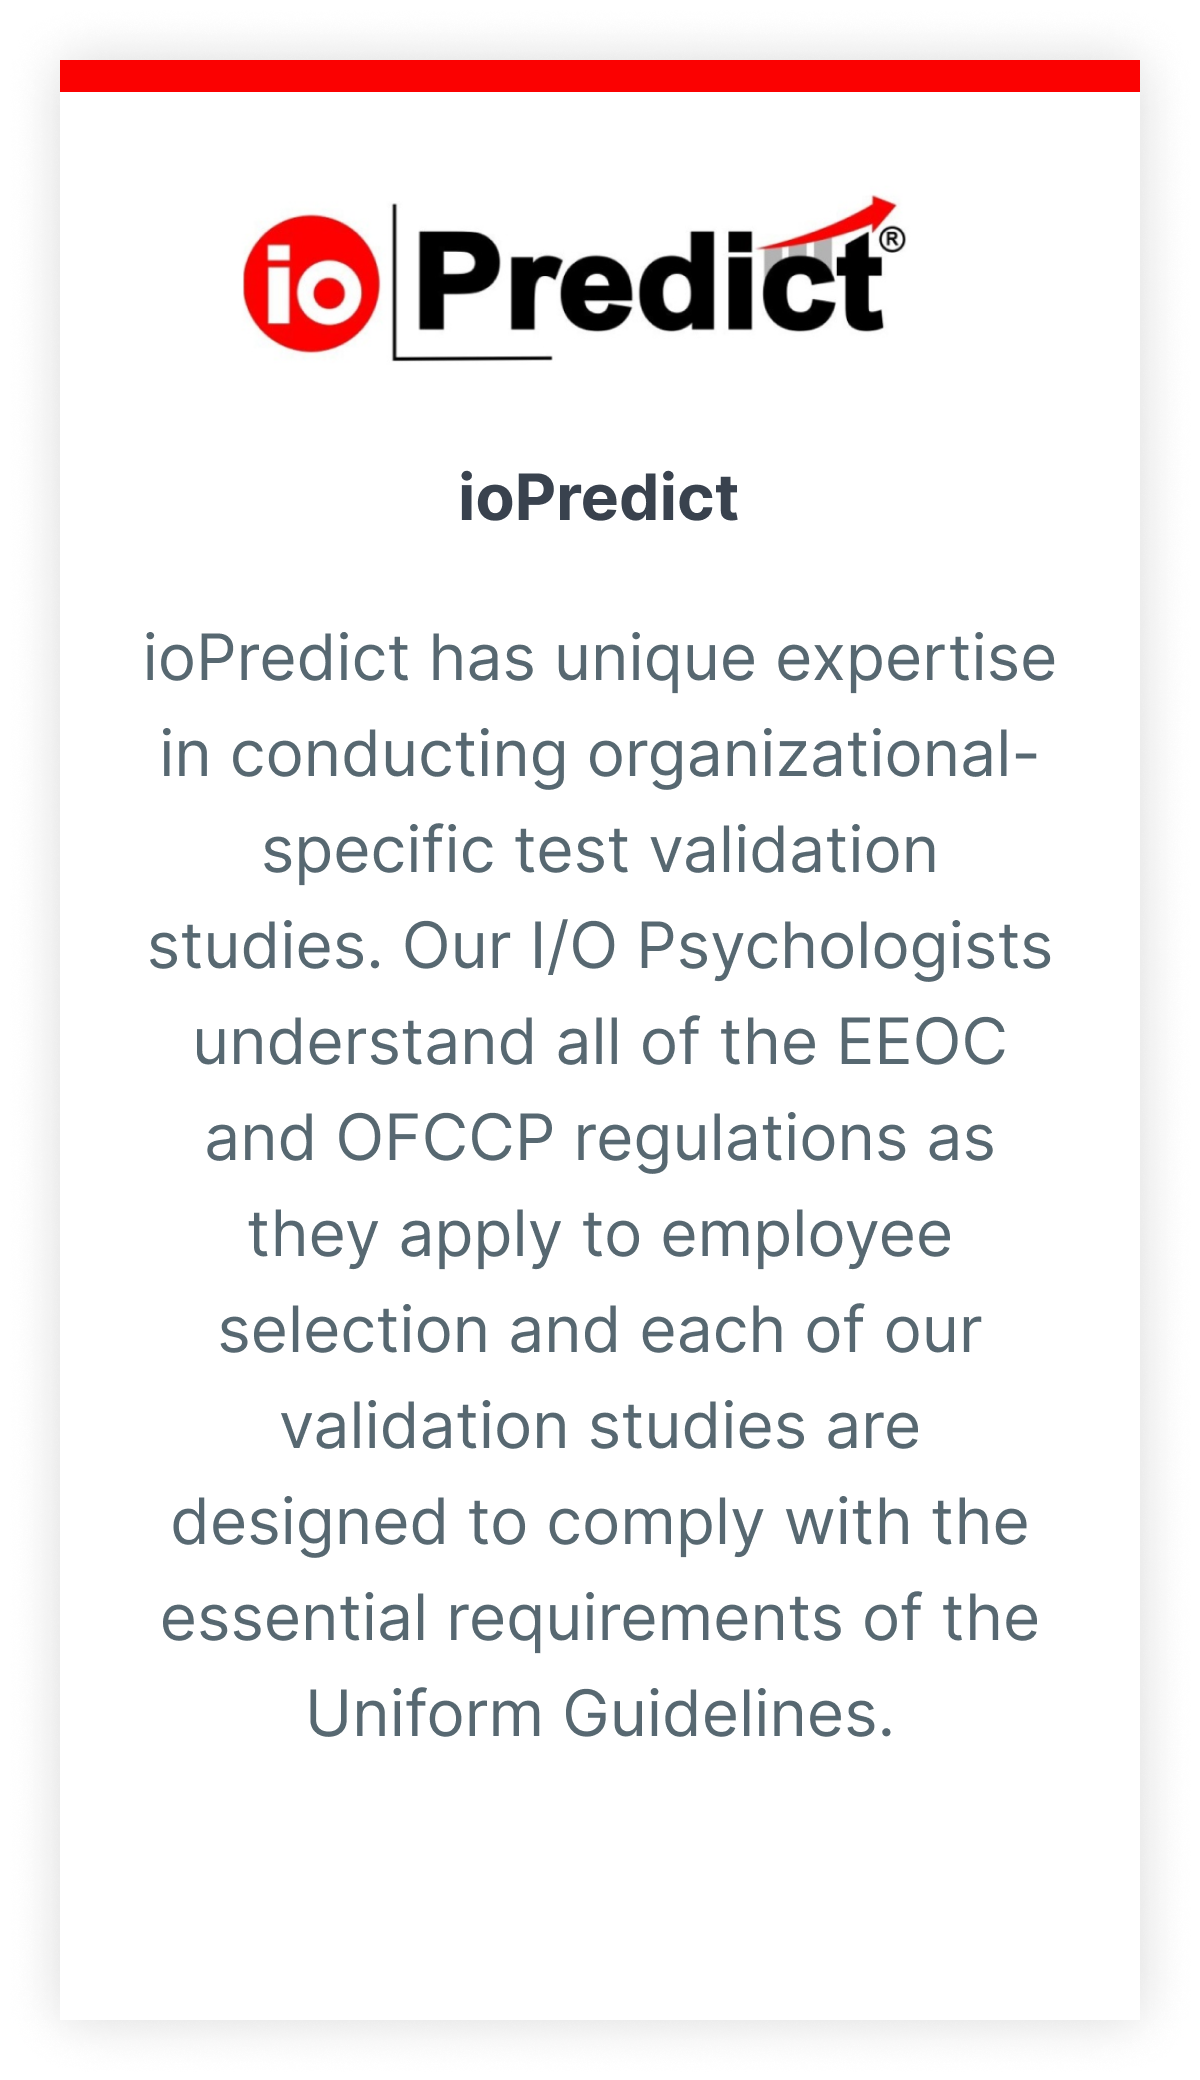 io Predict®
ioPredict
ioPredict has unique expertise
in conducting organizational-
specific test validation
studies. Our I/O Psychologists
understand all of the EEOC
and OFCCP regulations as
they apply to employee
selection and each of our
validation studies are
designed to comply with the
essential requirements of the
Uniform Guidelines.